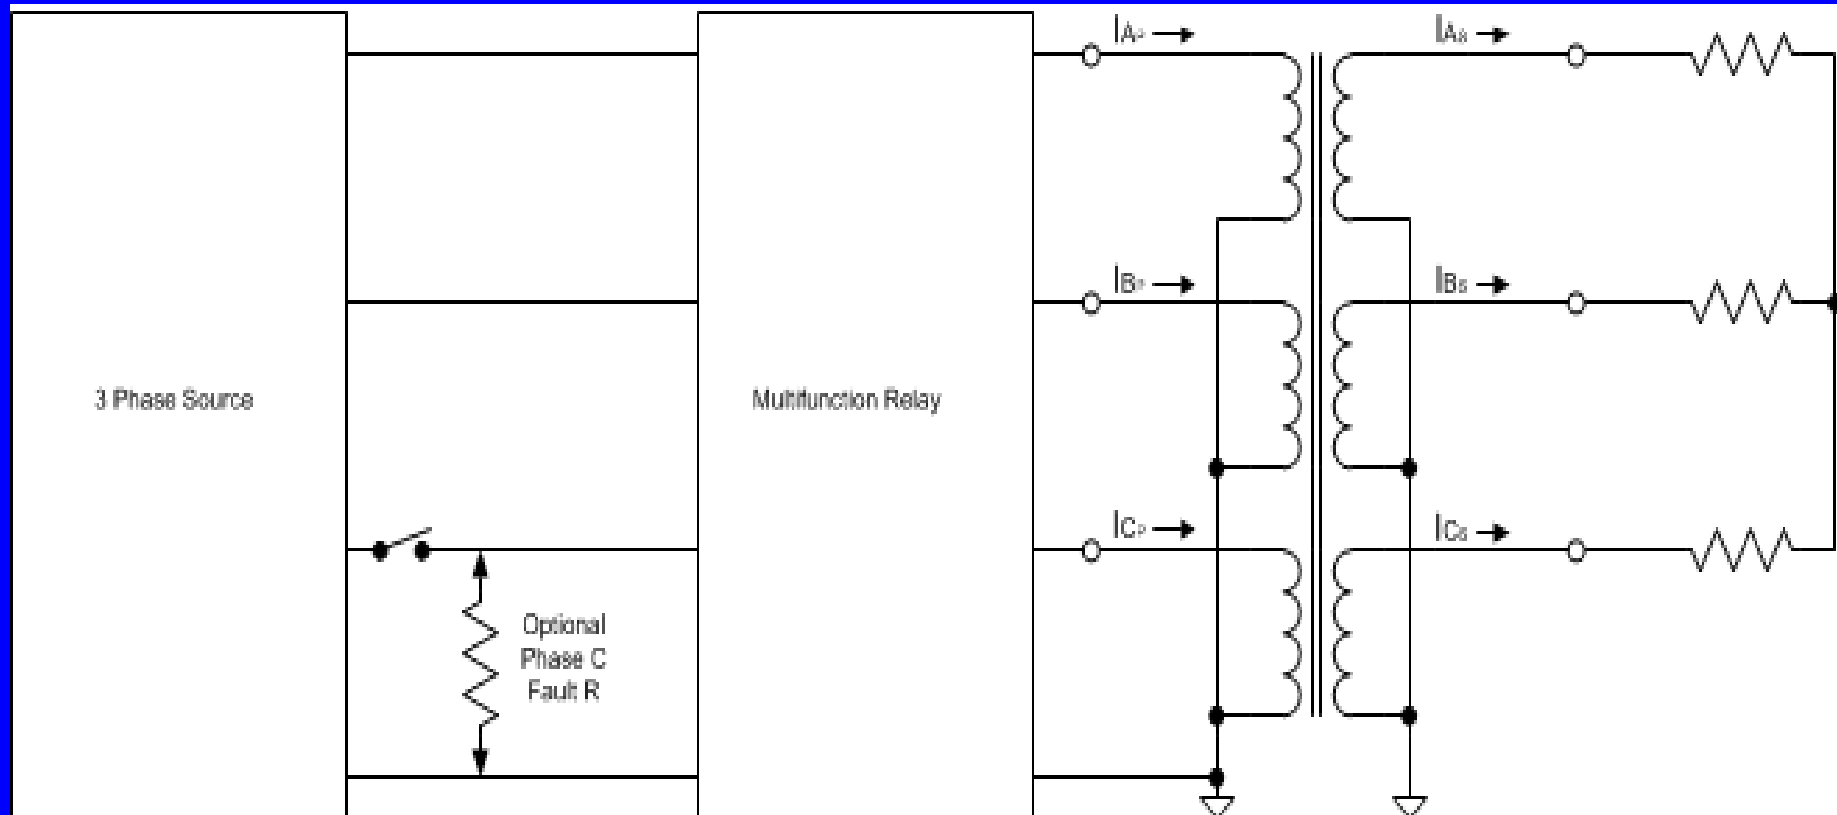 IAP
IAS
IBP
IBS
3 Phase Source
Multifunction Relay
ICP
ICS
Optional
Phase C
Fault R